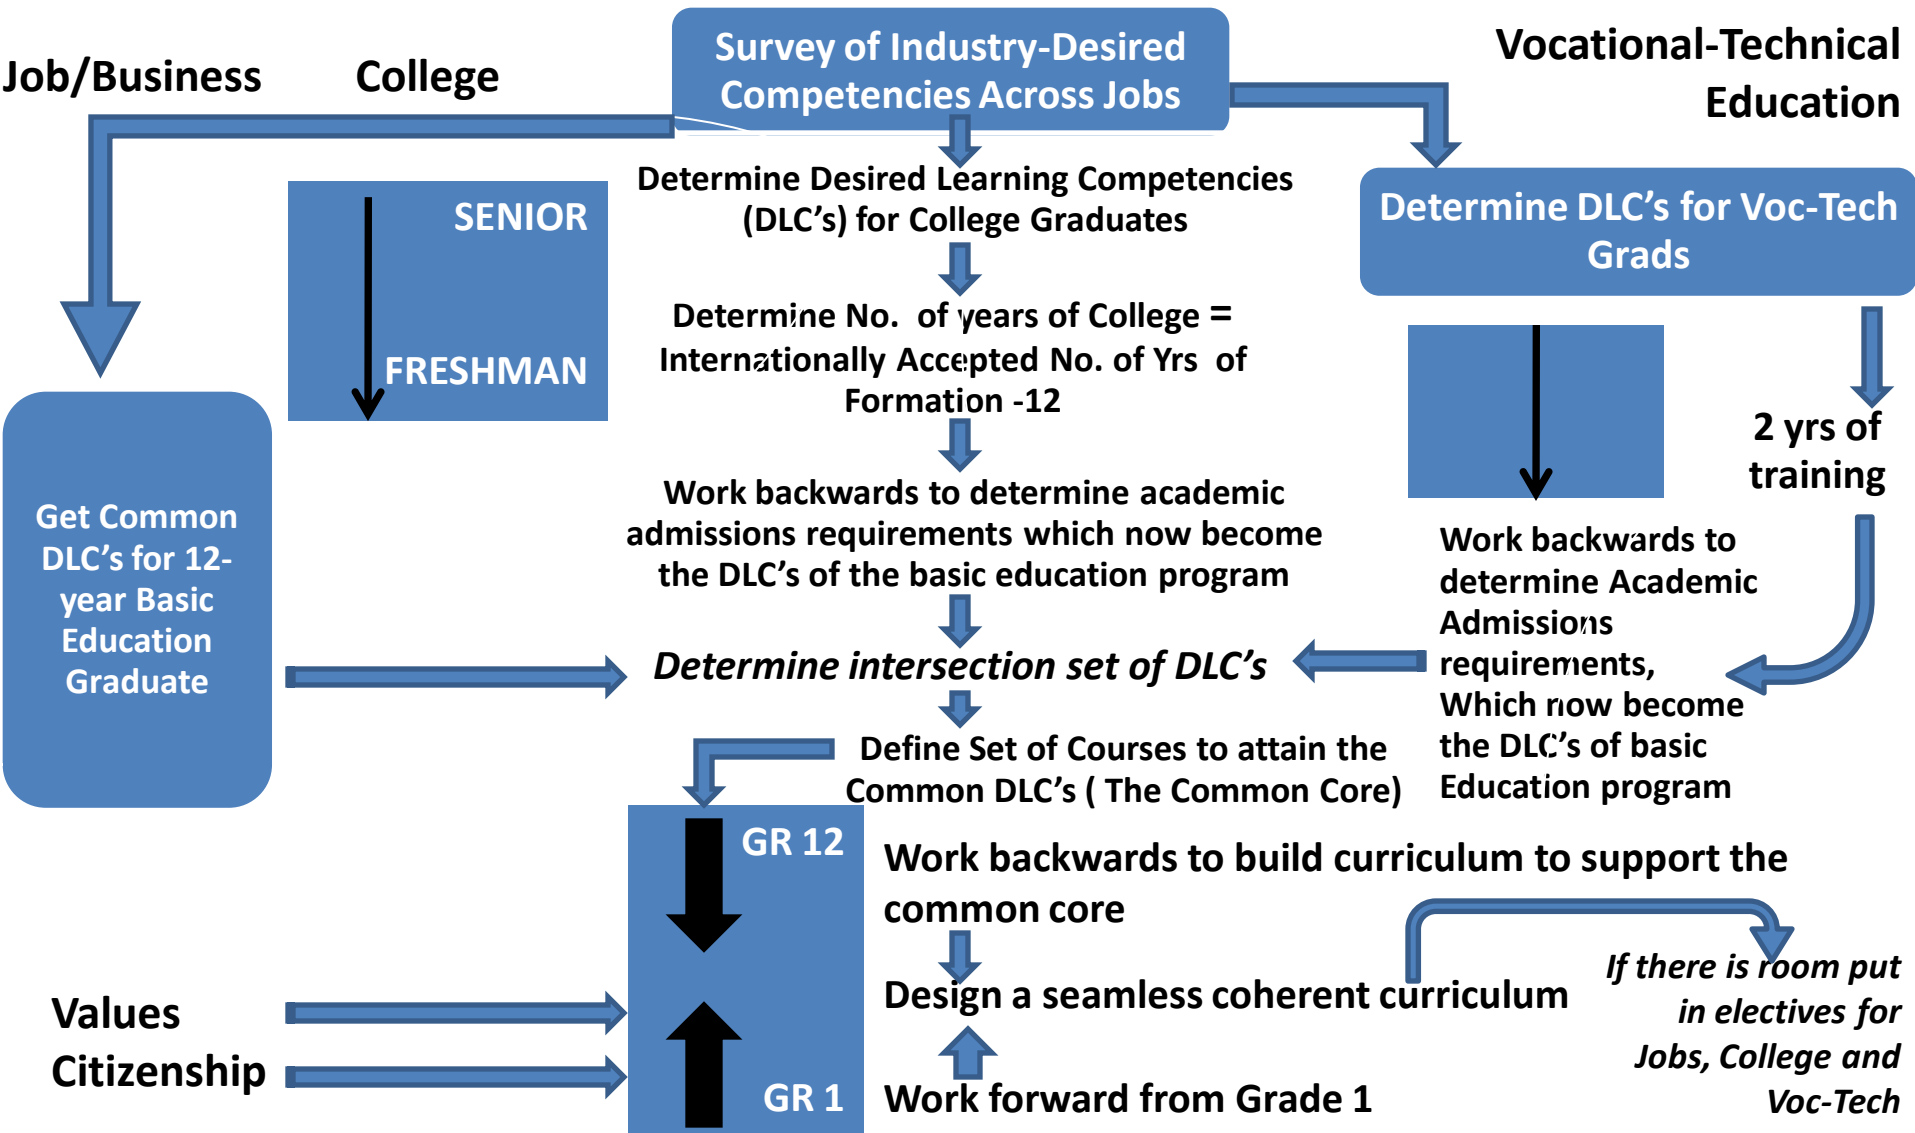 Job/Business
College
Survey of Industry-Desired
Competencies Across Jobs
Vocational-Technical
Education
SENIOR
FRESHMAN
Determine Desired Learning Competencies
(DLC's) for College Graduates
Determine No. of years of College =
Internationally Accepted No. of Yrs of
Formation -12
Work backwards to determine academic
admissions requirements which now become
the DLC's of the basic education program
Determine DLC's for Voc-Tech
Grads
2 yrs of
training
Work backwards to
determine Academic
Admissions
requirements,
Which now become
the DLC's of basic
Education program
Get Common
DLC's for 12-
year Basic
Education
Graduate
Determine intersection set of DLC's
Define Set of Courses to attain the
Common DLC's ( The Common Core)
GR 12
GR 1
Work backwards to build curriculum to support the
common core
Design a seamless coherent curriculum
Work forward from Grade 1
If there is room put
in electives for
Jobs, College and
Voc-Tech
Values
Citizenship